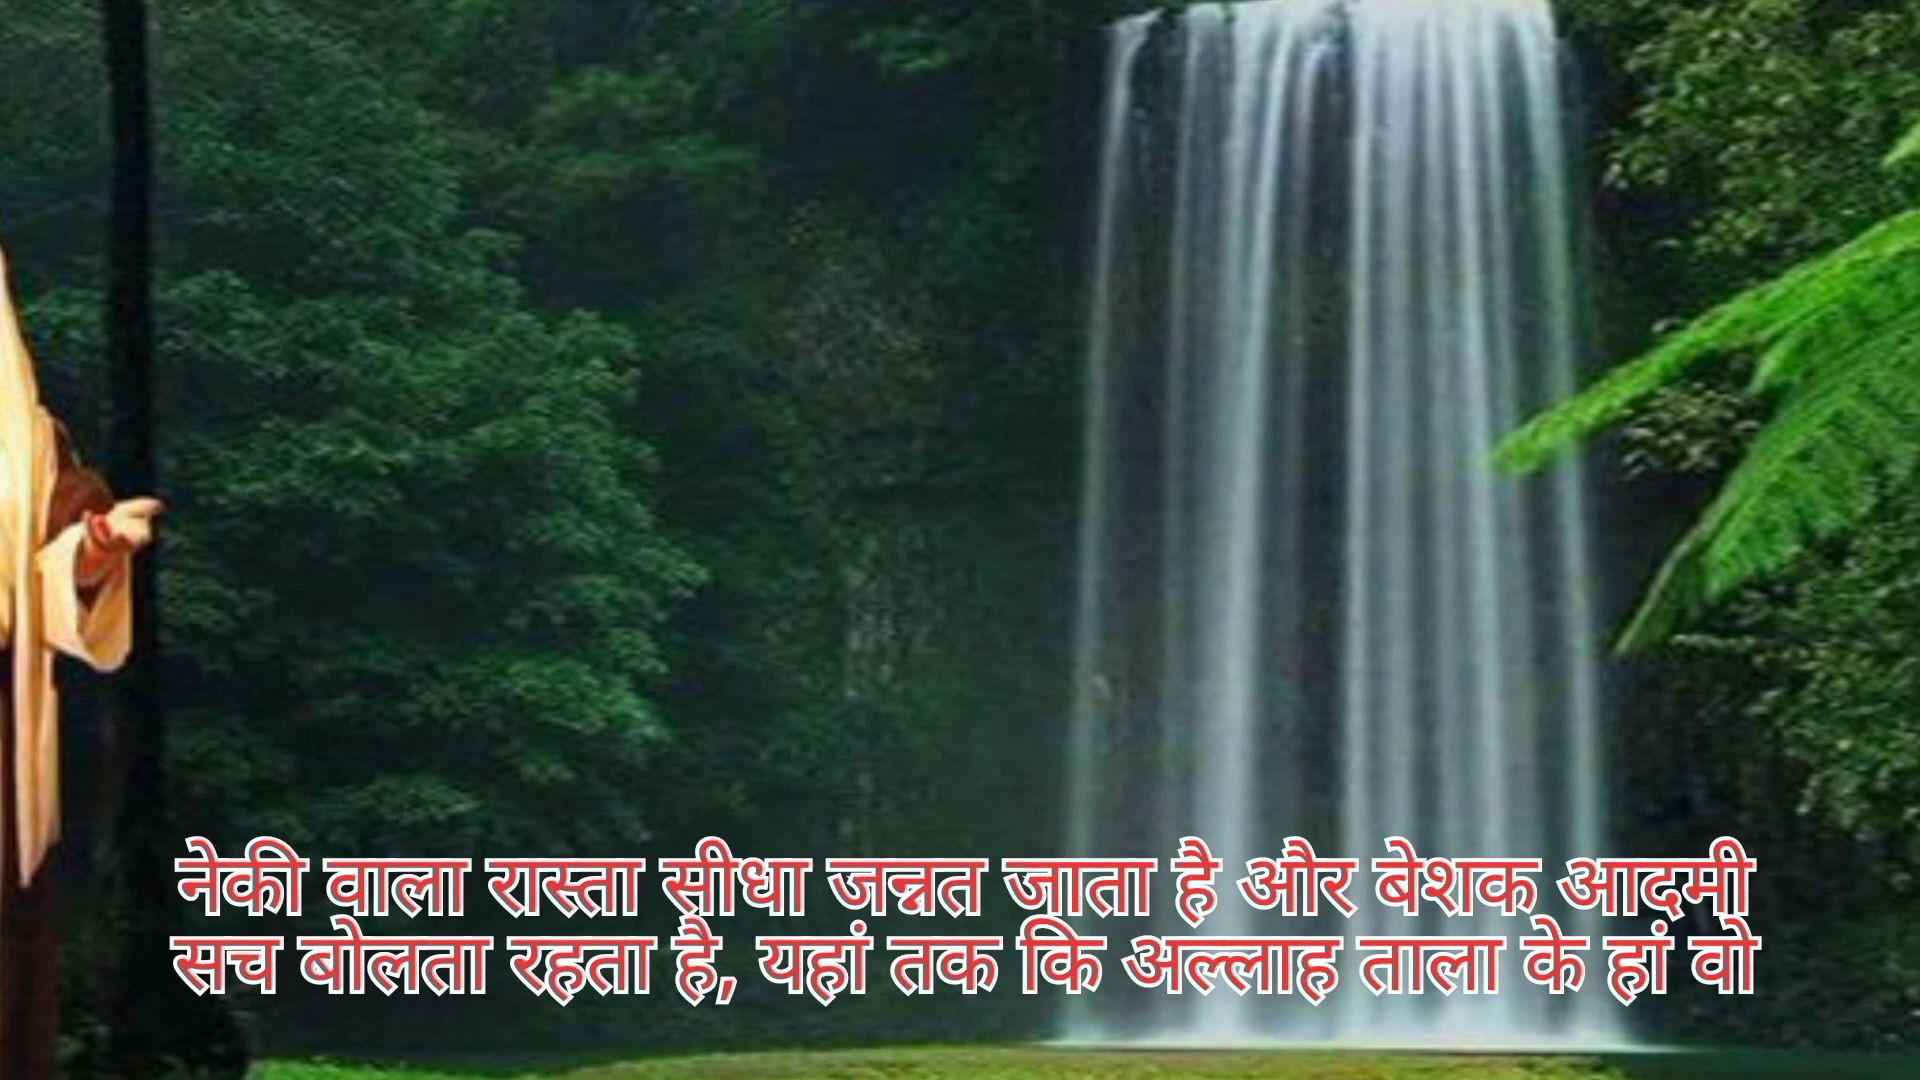 नेकी वाला रास्ता सीधा जन्नत जाता है और बेशक आदमी
सच बोलता रहता है, यहां तक कि अल्लाह ताला के हां वो